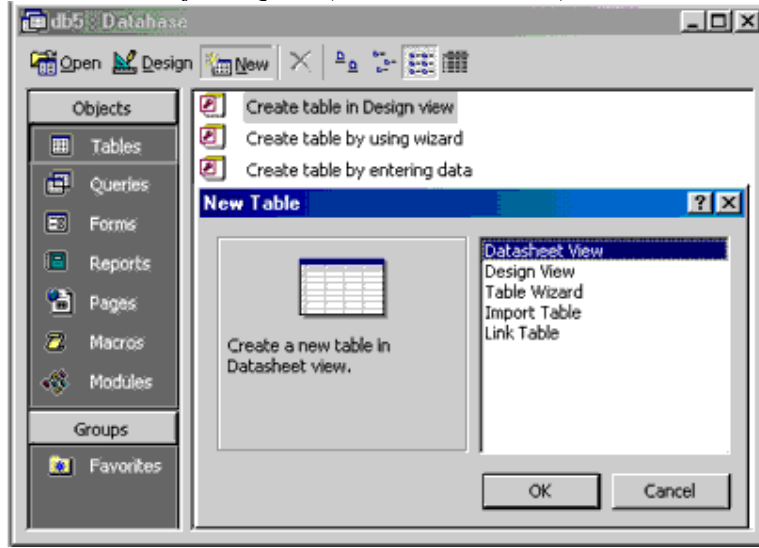 db5 : Database
Open Design New
Objects
Tables
Queries
Forms
Reports
Pages
Macros
Modules
Groups
Favorites
Create table in Design view
Create table by using wizard
Create table by entering data
New Table
Create a new table in
Datasheet view.
Datasheet View
Design View
Table Wizard
Import Table
Link Table
OK Cancel